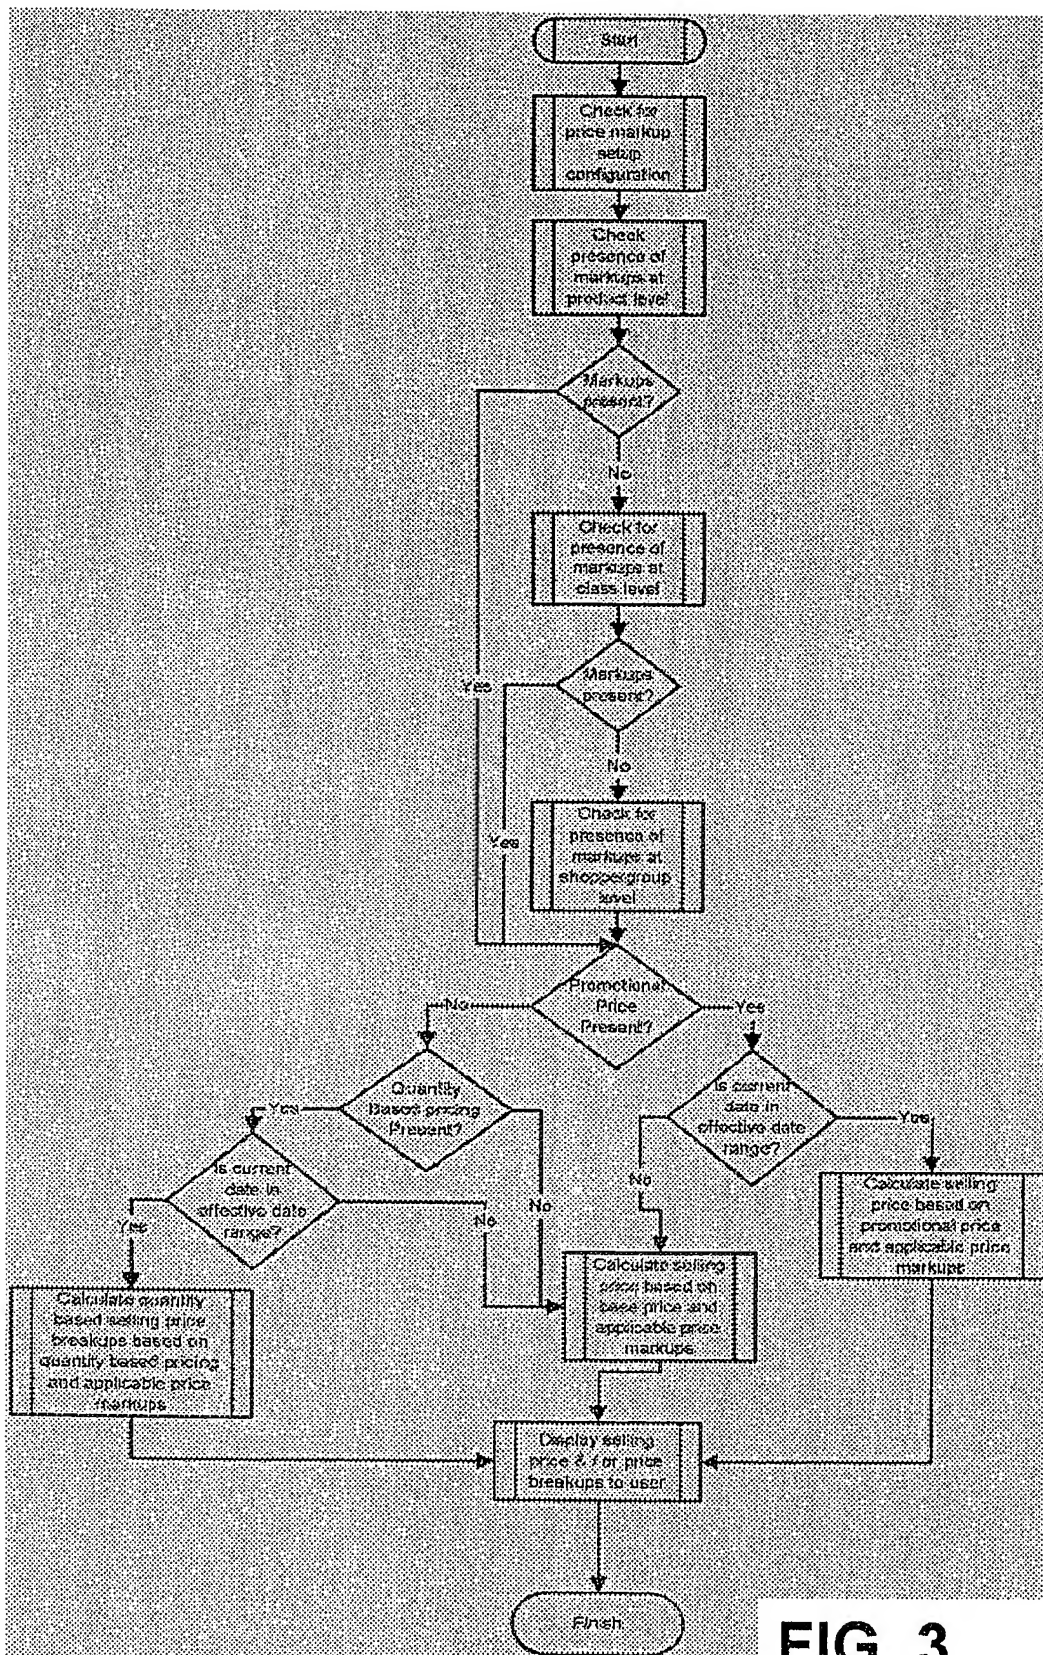 Start
Check for
price markup
setup
configuration
Check
presence of
markups at
product level
Markups
present?
No
Check for
presence of
markups at
class level
Markups
present?
Yes
No
Check for
presence of
markups at
shoppergroup
level
Yes
Promotional
Price
Present?
No
Yes
Quantity
Based pricing
Present?
Is current
date in
effective date
range?
Yes
Yes
Is current
date in
effective date
range?
No
No
No
Yes
Calculate selling
price based on
promotional price
and applicable price
markups
Calculate selling
price based on
base price and
applicable price
markups
Calculate quantity
based selling price
breakups based on
quantity based pricing
and applicable price
markups
Display selling
price & / or price
breakups to user
Finish
FIG. 3